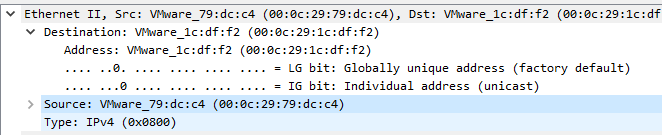 Ethernet II, Src: VMware_79:dc:c4 (00:0c:29:79:dc:c4), Dst: VMware_1c:df:f2 (00:0c:29:1c:df:f2)
Destination: VMware_1c:df:f2 (00:0c:29:1c:df:f2)
Address: VMware_1c:df:f2 (00:0c:29:1c:df:f2)
.... ..0. .... .... .... .... = LG bit: Globally unique address (factory default)
.... ...0 .... .... .... .... = IG bit: Individual address (unicast)
Source: VMware_79:dc:c4 (00:0c:29:79:dc:c4)
Type: IPv4 (0x0800)